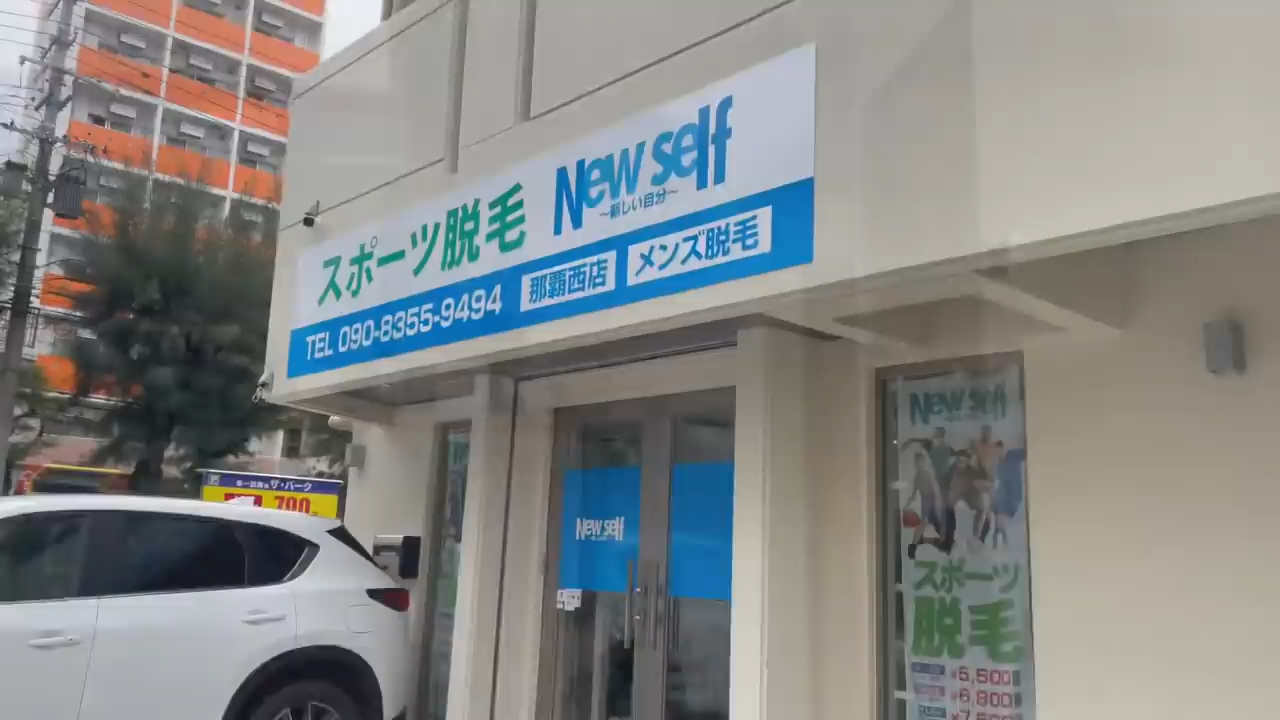 スポーツ脱毛 New self
～新しい自分～
TEL 090-8355-9494 那覇西店 メンズ脱毛
New self
ザ・パーク
700
New self
スポーツ
脱毛
¥5,500
¥6,800